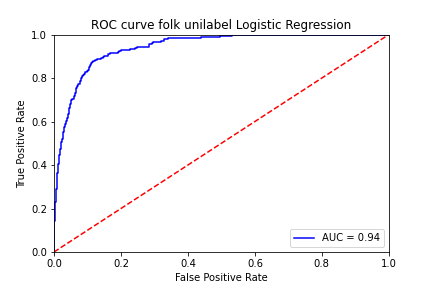 ROC curve folk unilabel Logistic Regression
1.0
0.8
0.6
0.4
0.2
0.0
True Positive Rate
0.0 0.2 0.4 0.6 0.8 1.0
False Positive Rate
AUC = 0.94